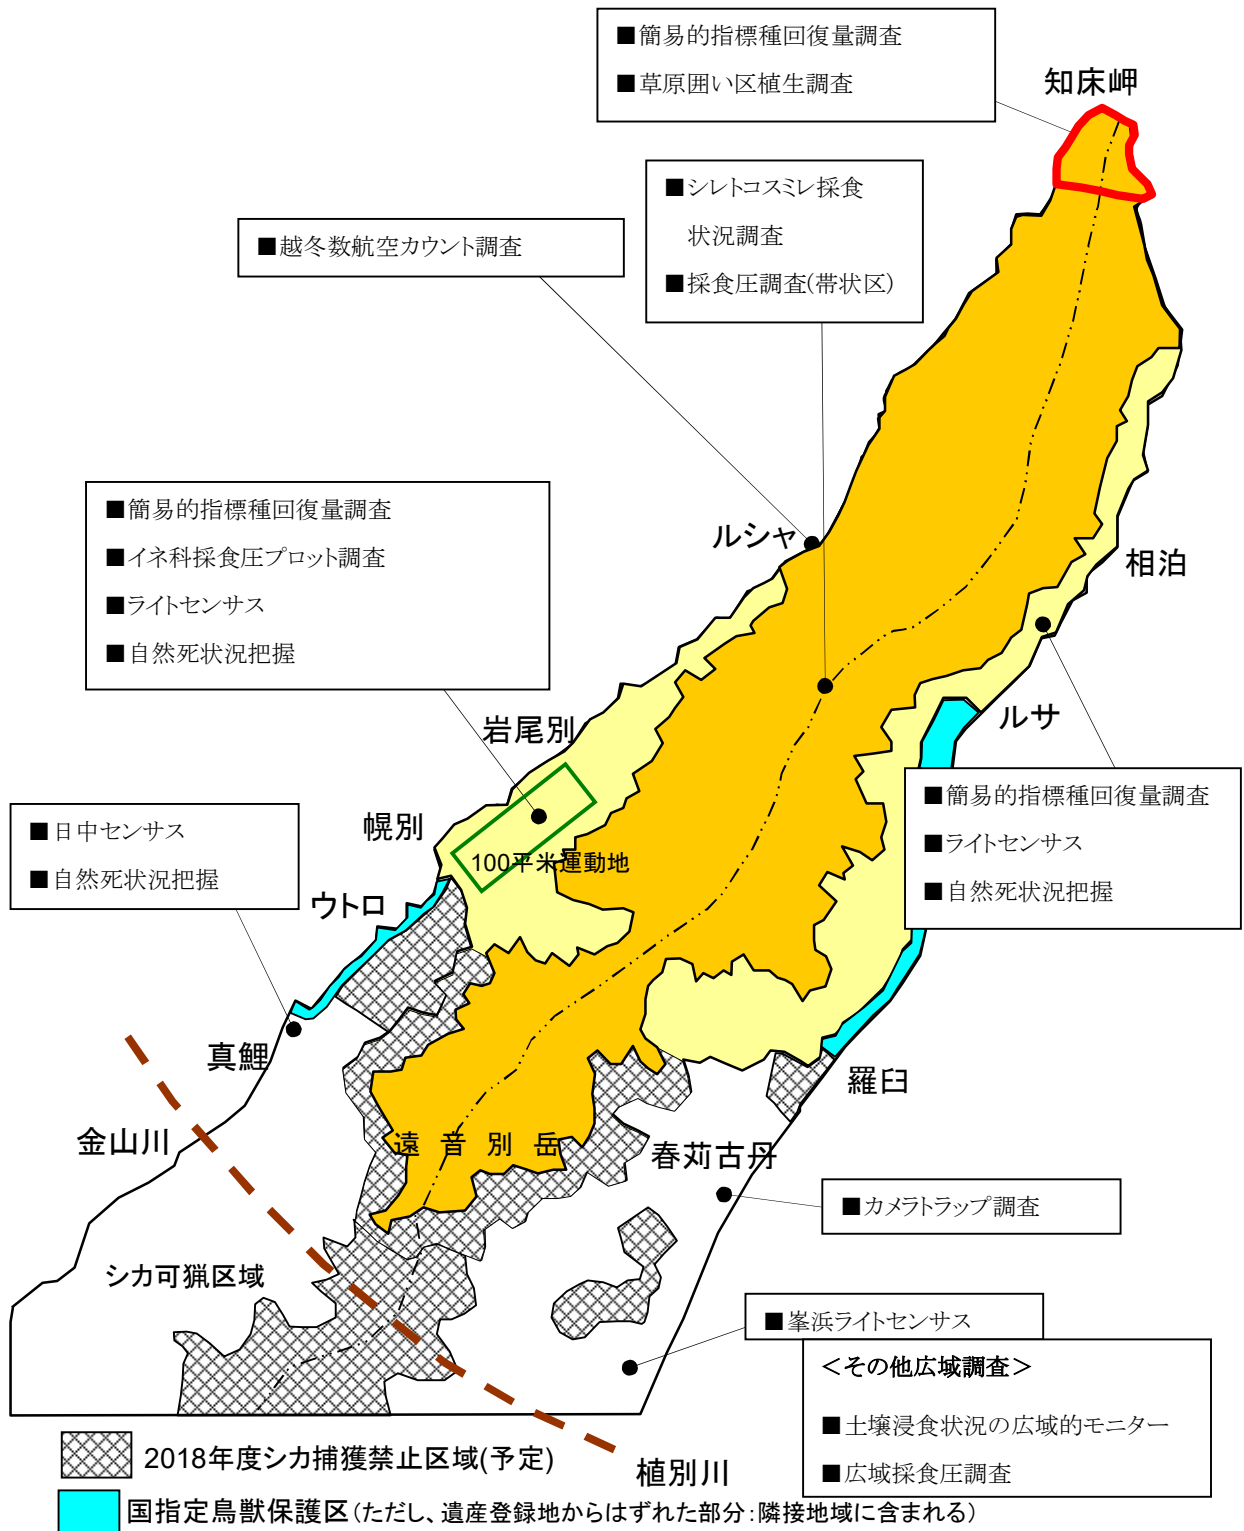 ■簡易的指標種回復量調査
■草原囲い区植生調査
知床岬
■シレトコスミレ採食
状況調査
■採食圧調査(帯状区)
■越冬数航空カウント調査
■簡易的指標種回復量調査
■イネ科採食圧プロット調査
■ライトセンサス
■自然死状況把握
ルシャ
相泊
岩尾別
ルサ
■日中センサス
■自然死状況把握
幌別
100平米運動地
■簡易的指標種回復量調査
■ライトセンサス
■自然死状況把握
ウトロ
真鯉
羅臼
金山川
遠音別岳
春苅古丹
■カメラトラップ調査
シカ可猟区域
■峯浜ライトセンサス
＜その他広域調査＞
■土壌浸食状況の広域的モニター
■広域採食圧調査
2018年度シカ捕獲禁止区域(予定)
植別川
国指定鳥獣保護区(ただし、遺産登録地からはずれた部分:隣接地域に含まれる)